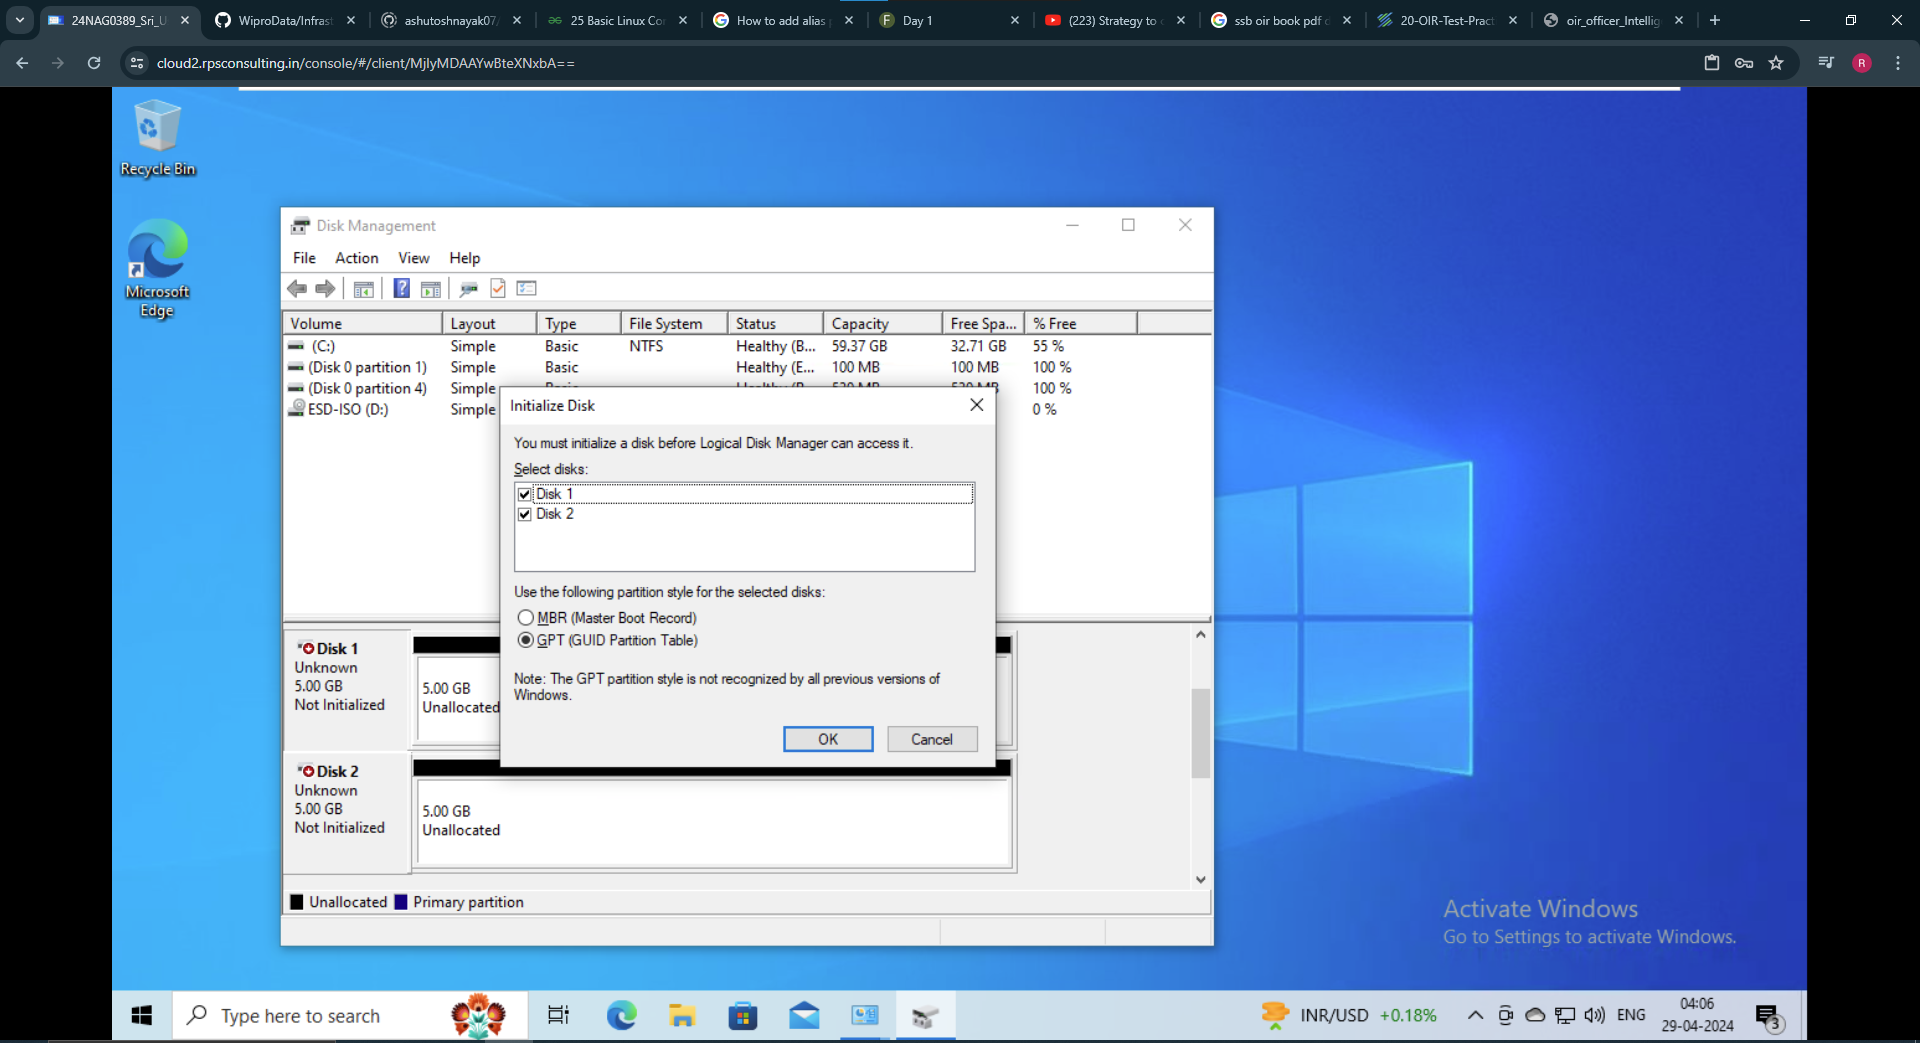 24NAG0389_Sri_U
WiproData/Infrast
ashutoshnayak07/
25 Basic Linux Co
How to add alias
Day 1
(223) Strategy to
ssb oir book pdf
20-OIR-Test-Pract
oir_officer_Intellig
cloud2.rpsconsulting.in/console/#/client/MjIyMDAAYwBteXNxbA==
R
Recycle Bin
Microsoft
Edge
Disk Management
File Action View Help
Volume Layout Type File System Status Capacity Free Spa... % Free
(C:) Simple Basic NTFS Healthy (B... 59.37 GB 32.71 GB 55 %
(Disk 0 partition 1) Simple Basic Healthy (E... 100 MB 100 MB 100 %
(Disk 0 partition 4) Simple Basic 530 MB 530 MB 100 %
ESD-ISO (D:) Simple 0 %
Initialize Disk
You must initialize a disk before Logical Disk Manager can access it.
Select disks:
Disk 1
Disk 2
Use the following partition style for the selected disks:
MBR (Master Boot Record)
GPT (GUID Partition Table)
Note: The GPT partition style is not recognized by all previous versions of
Windows.
OK Cancel
Disk 1
Unknown
5.00 GB
Not Initialized
5.00 GB
Unallocated
Disk 2
Unknown
5.00 GB
Not Initialized
5.00 GB
Unallocated
Unallocated Primary partition
Activate Windows
Go to Settings to activate Windows.
Type here to search
INR/USD +0.18%
ENG
04:06
29-04-2024
3